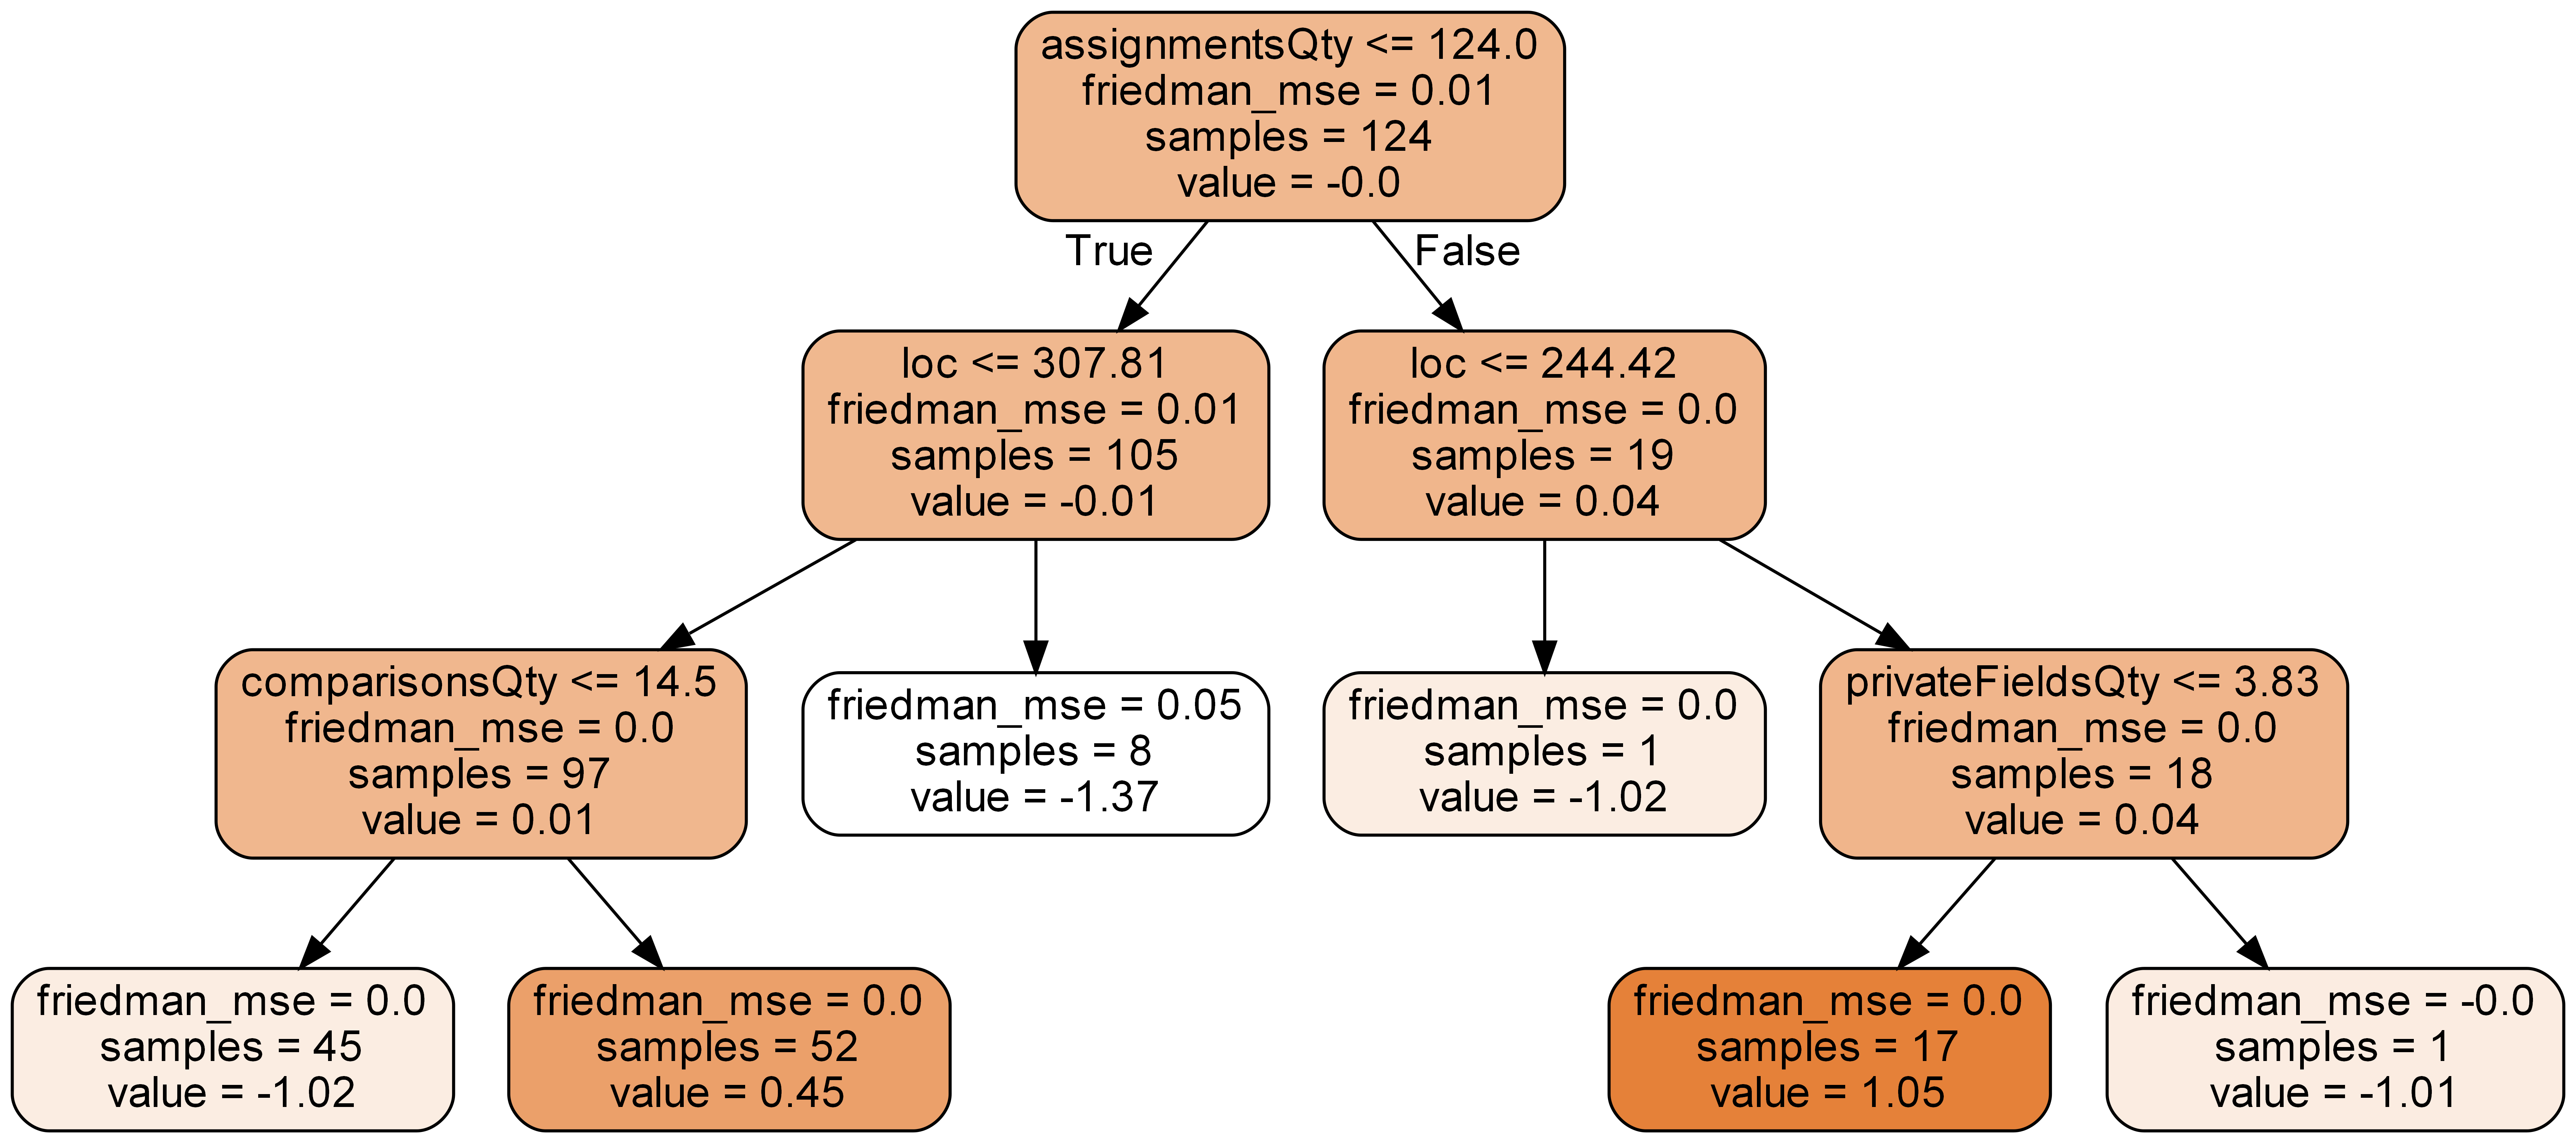 assignmentsQty <= 124.0
friedman_mse = 0.01
samples = 124
value = -0.0
True
False
loc <= 307.81
friedman_mse = 0.01
samples = 105
value = -0.01
loc <= 244.42
friedman_mse = 0.0
samples = 19
value = 0.04
comparisonsQty <= 14.5
friedman_mse = 0.0
samples = 97
value = 0.01
friedman_mse = 0.05
samples = 8
value = -1.37
friedman_mse = 0.0
samples = 1
value = -1.02
privateFieldsQty <= 3.83
friedman_mse = 0.0
samples = 18
value = 0.04
friedman_mse = 0.0
samples = 45
value = -1.02
friedman_mse = 0.0
samples = 52
value = 0.45
friedman_mse = 0.0
samples = 17
value = 1.05
friedman_mse = -0.0
samples = 1
value = -1.01